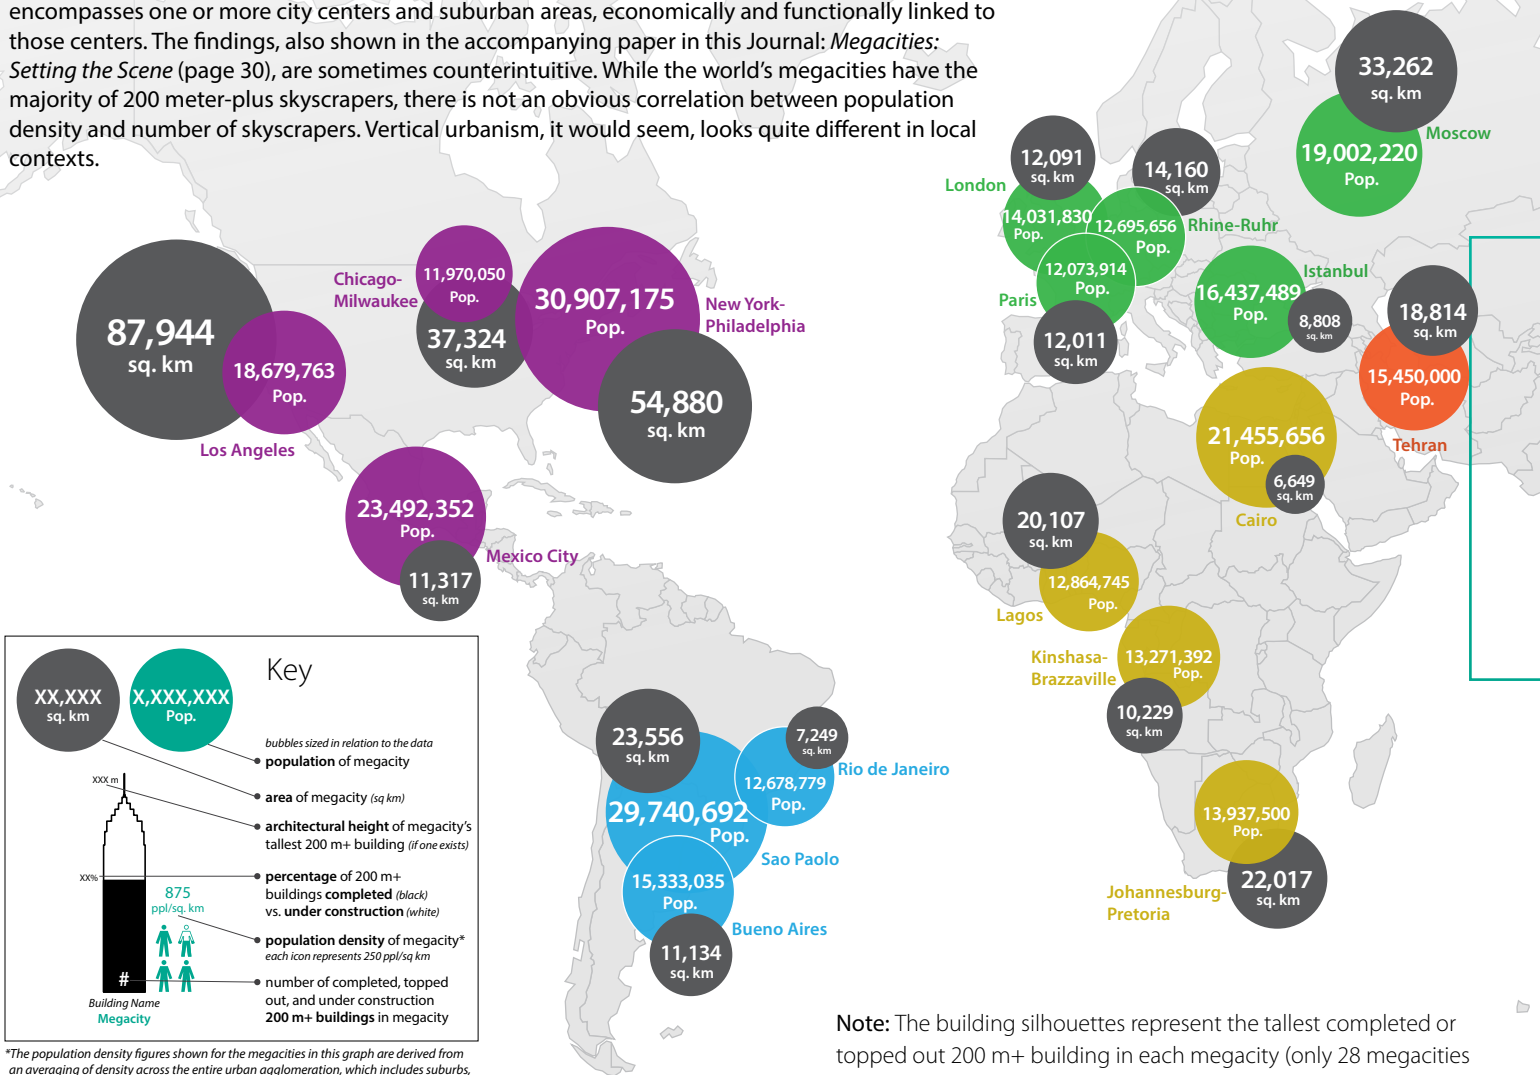 encompasses one or more city centers and suburban areas, economically and functionally linked to
those centers. The findings, also shown in the accompanying paper in this Journal: Megacities:
Setting the Scene (page 30), are sometimes counterintuitive. While the world's megacities have the
majority of 200 meter-plus skyscrapers, there is not an obvious correlation between population
density and number of skyscrapers. Vertical urbanism, it would seem, looks quite different in local
contexts.
33,262
sq. km
Moscow
19,002,220
Pop.
12,091
sq. km
London
14,031,830
Pop.
14,160
sq. km
12,695,656
Pop.
Rhine-Ruhr
12,073,914
Pop.
Paris
12,011
sq. km
Istanbul
16,437,489
Pop.
8,808
sq. km
18,814
sq. km
15,450,000
Pop.
Tehran
87,944
sq. km
18,679,763
Pop.
Los Angeles
Chicago-
Milwaukee
11,970,050
Pop.
37,324
sq. km
30,907,175
Pop.
New York-
Philadelphia
54,880
sq. km
23,492,352
Pop.
Mexico City
11,317
sq. km
21,455,656
Pop.
6,649
sq. km
Cairo
20,107
sq. km
12,864,745
Pop.
Lagos
Kinshasa-
Brazzaville
13,271,392
Pop.
10,229
sq. km
23,556
sq. km
29,740,692
Pop.
Sao Paolo
7,249
sq. km
12,678,779
Pop.
Rio de Janeiro
15,333,035
Pop.
Bueno Aires
11,134
sq. km
13,937,500
Pop.
Johannesburg-
Pretoria
22,017
sq. km
Key
XX,XXX
sq. km
X,XXX,XXX
Pop.
bubbles sized in relation to the data
population of megacity
area of megacity (sq km)
XXX m
architectural height of megacity's
tallest 200 m+ building (if one exists)
XX%
percentage of 200 m+
buildings completed (black)
vs. under construction (white)
875
ppl/sq. km
population density of megacity*
each icon represents 250 ppl/sq km
#
number of completed, topped
out, and under construction
200 m+ buildings in megacity
Building Name
Megacity
*The population density figures shown for the megacities in this graph are derived from
an averaging of density across the entire urban agglomeration, which includes suburbs,
Note: The building silhouettes represent the tallest completed or
topped out 200 m+ building in each megacity (only 28 megacities